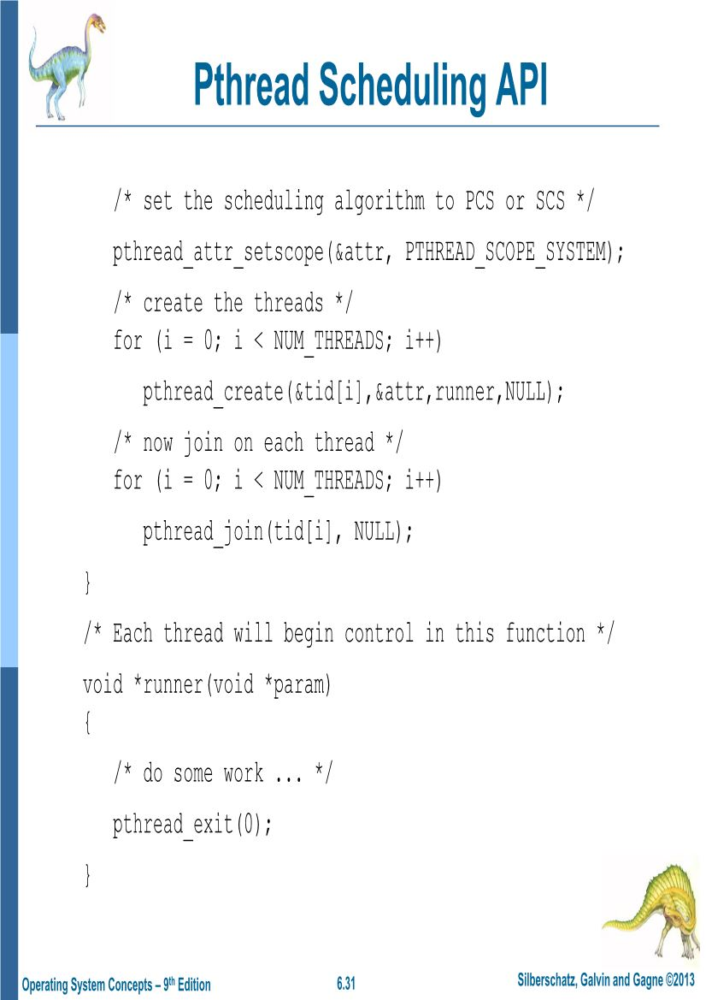 Pthread Scheduling API
/* set the scheduling algorithm to PCS or SCS */
pthread_attr_setscope(&attr, PTHREAD_SCOPE_SYSTEM);
/* create the threads */
for (i = 0; i < NUM_THREADS; i++)
pthread_create(&tid[i],&attr,runner,NULL);
/* now join on each thread */
for (i = 0; i < NUM_THREADS; i++)
pthread_join(tid[i], NULL);
}
/* Each thread will begin control in this function */
void *runner(void *param)
{
/* do some work ... */
pthread_exit(0);
}
Operating System Concepts – 9th Edition 6.31 Silberschatz, Galvin and Gagne ©2013